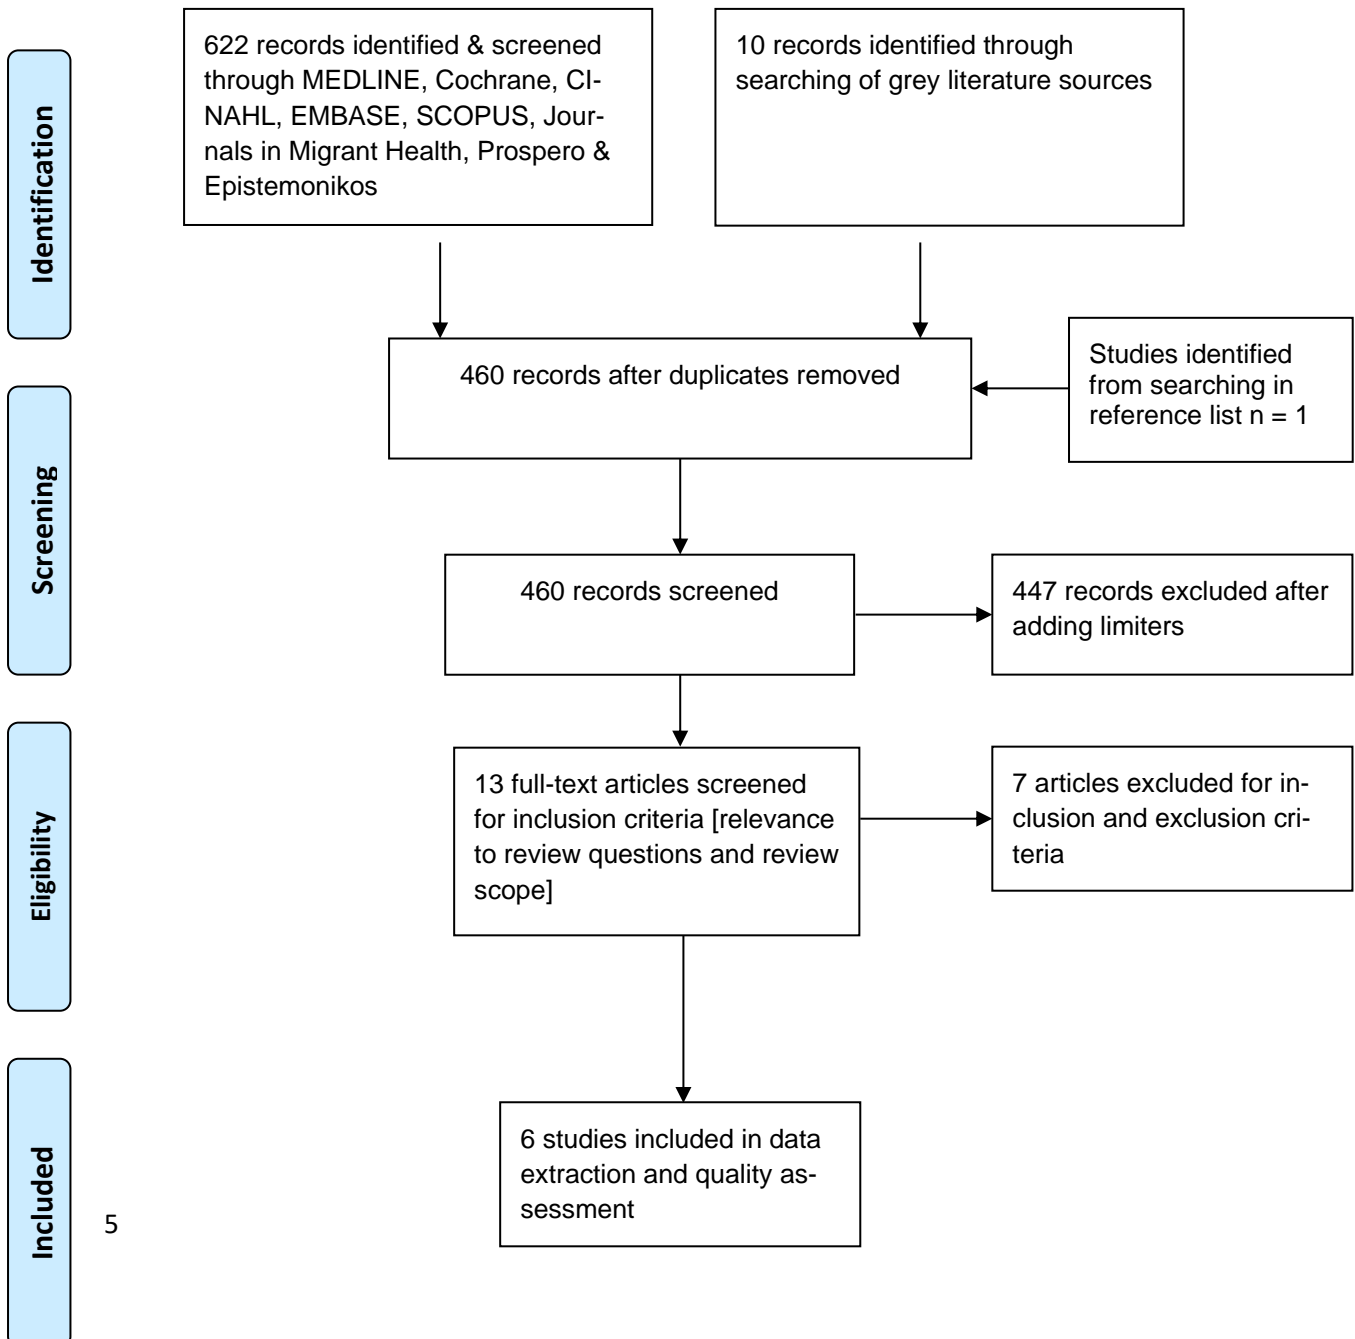 622 records identified & screened
through MEDLINE, Cochrane, CI-
NAHL, EMBASE, SCOPUS, Jour-
nals in Migrant Health, Prospero &
Epistemonikos
10 records identified through
searching of grey literature sources
Identification
460 records after duplicates removed
Studies identified
from searching in
reference list n = 1
Screening
460 records screened
447 records excluded after
adding limiters
Eligibility
13 full-text articles screened
for inclusion criteria [relevance
to review questions and review
scope]
7 articles excluded for in-
clusion and exclusion cri-
teria
Included
6 studies included in data
extraction and quality as-
sessment
5